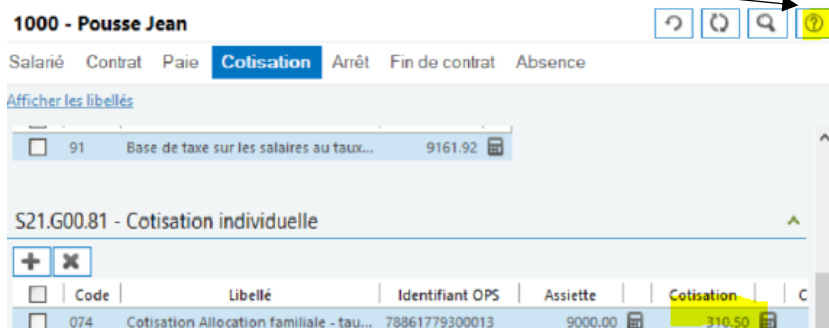 1000 - Pousse Jean
Salarié Contrat Paie Cotisation Arrêt Fin de contrat Absence
Afficher les libellés
91 Base de taxe sur les salaires au taux... 9161.92
S21.G00.81 - Cotisation individuelle
Code Libellé Identifiant OPS Assiette Cotisation C
074 Cotisation Allocation familiale - tau... 78861779300013 9000.00 310.50